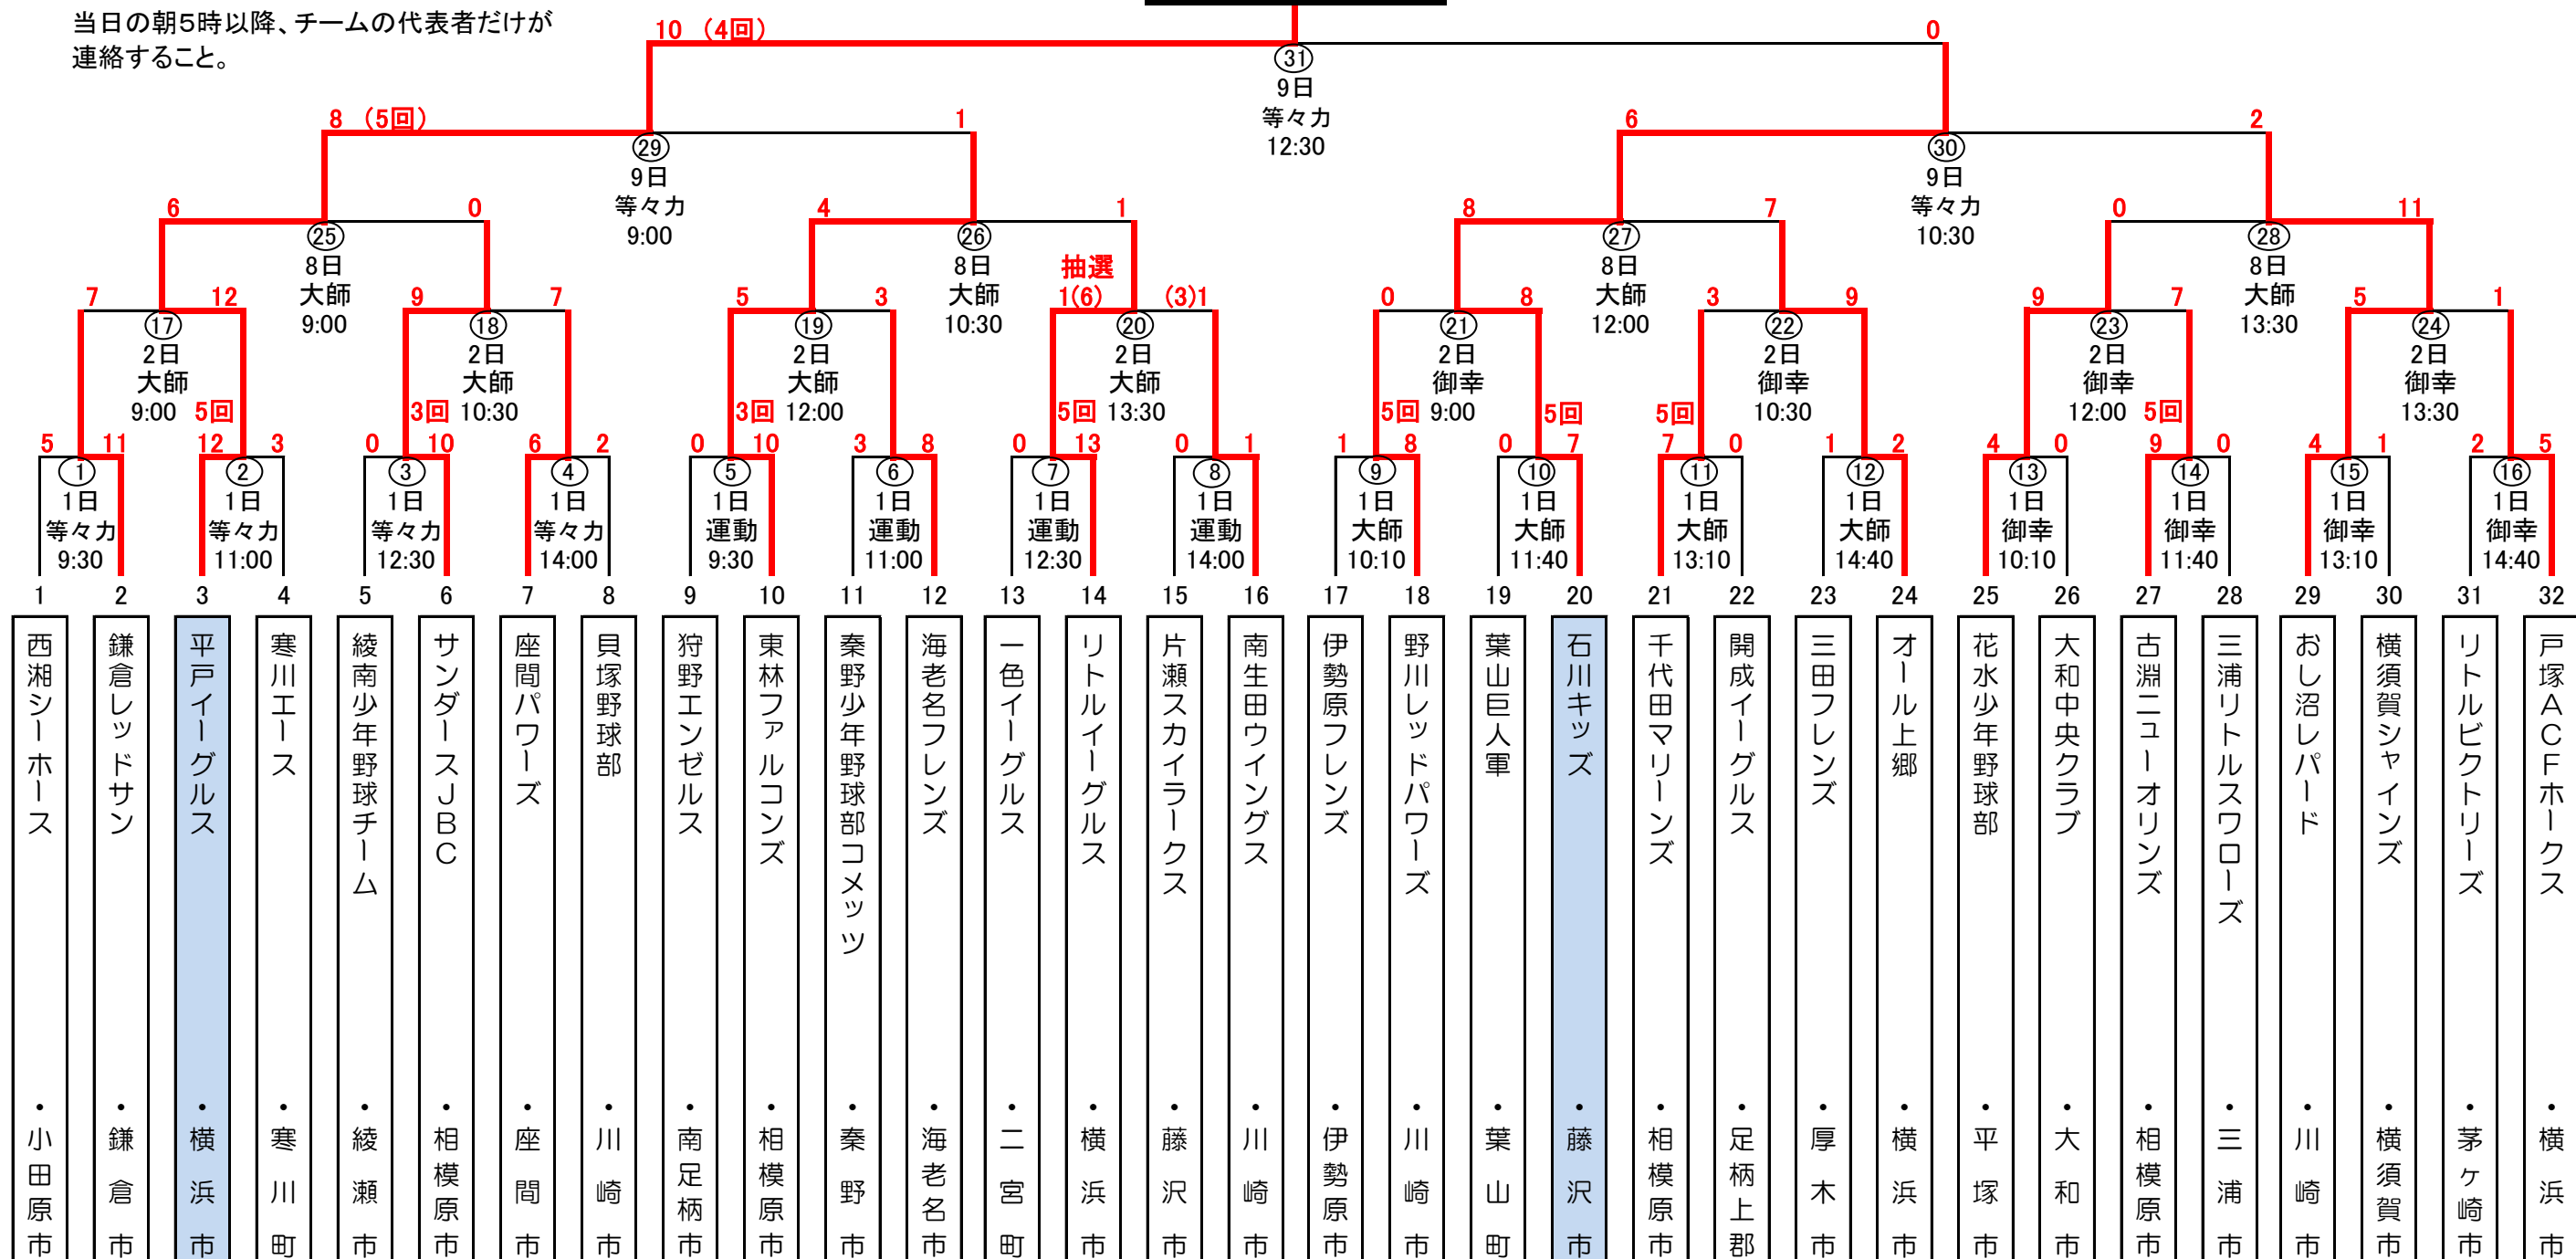 当日の朝5時以降、チームの代表者だけが
連絡すること。
10 (4回) 0
31
9日
等々力
12:30
8 (5回) 1 6 2
29 30
9日 9日
等々力 等々力
9:00 10:30
6 0 4 1 8 7 0 11
25 26 27 28
8日 8日 8日 8日
大師 大師 大師 大師
9:00 10:30 12:00 13:30
抽選
7 12 9 7 5 3 1(6) (3)1 0 8 3 9 9 7 5 1
17 18 19 20 21 22 23 24
2日 2日 2日 2日 2日 2日 2日 2日
大師 大師 大師 大師 御幸 御幸 御幸 御幸
9:00 5回 3回 10:30 3回 12:00 5回 13:30 5回 9:00 5回 5回 10:30 12:00 5回 13:30
5 11 12 3 0 10 6 2 0 10 3 8 0 13 0 1 1 8 0 7 7 0 1 2 4 0 9 0 4 1 2 5
1 2 3 4 5 6 7 8 9 10 11 12 13 14 15 16
1日 1日 1日 1日 1日 1日 1日 1日 1日 1日 1日 1日 1日 1日 1日 1日
等々力 等々力 等々力 等々力 運動 運動 運動 運動 大師 大師 大師 大師 御幸 御幸 御幸 御幸
9:30 11:00 12:30 14:00 9:30 11:00 12:30 14:00 10:10 11:40 13:10 14:40 10:10 11:40 13:10 14:40
1 2 3 4 5 6 7 8 9 10 11 12 13 14 15 16 17 18 19 20 21 22 23 24 25 26 27 28 29 30 31 32
西湘シーホース ・小田原市
鎌倉レッドサン ・鎌倉市
平戸イーグルス ・横浜市
寒川エース ・寒川町
綾南少年野球チーム ・綾瀬市
サンダースJBC ・相模原市
座間パワーズ ・座間市
貝塚野球部 ・川崎市
狩野エンゼルス ・南足柄市
東林ファルコンズ ・相模原市
秦野少年野球部コメッツ ・秦野市
海老名フレンズ ・海老名市
一色イーグルス ・二宮町
リトルイーグルス ・横浜市
片瀬スカイラークス ・藤沢市
南生田ウイングス ・川崎市
伊勢原フレンズ ・伊勢原市
野川レッドパワーズ ・川崎市
葉山巨人軍 ・葉山町
石川キッズ ・藤沢市
千代田マリーンズ ・相模原市
開成イーグルス ・足柄上郡
三田フレンズ ・厚木市
オール上郷 ・横浜市
花水少年野球部 ・平塚市
大和中央クラブ ・大和市
古淵ニューオリンズ ・相模原市
三浦リトルスワローズ ・三浦市
おし沼レパード ・川崎市
横須賀シャインズ ・横須賀市
リトルビクトリーズ ・茅ヶ崎市
戸塚ACFホークス ・横浜市